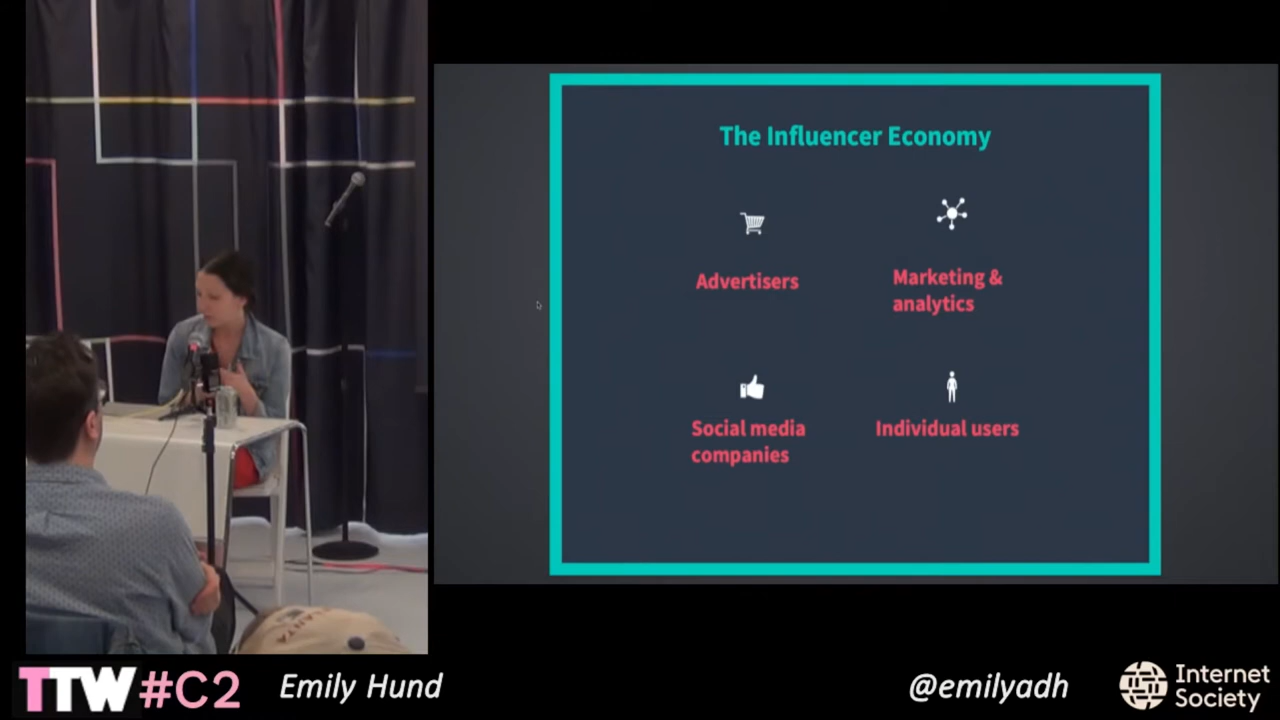 The Influencer Economy
Advertisers
Marketing &
analytics
Social media
companies
Individual users
TTW #C2
Emily Hund
@emilyadh
Internet
Society